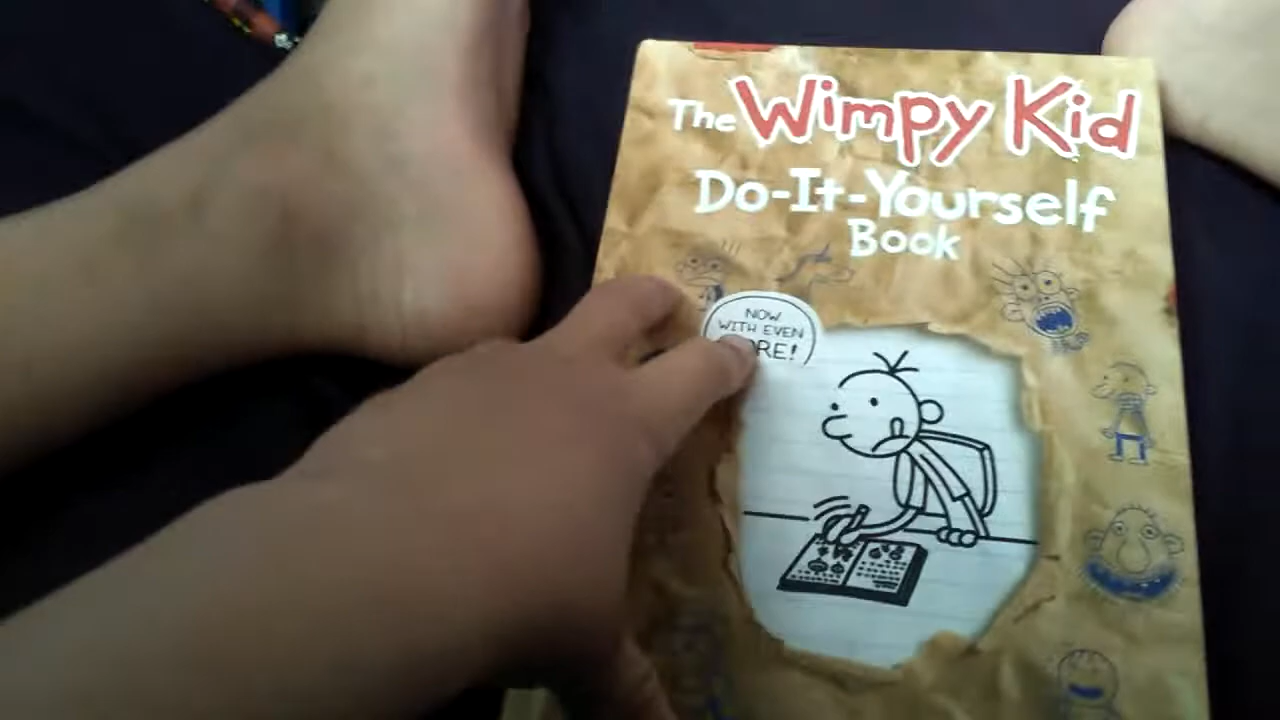 The Wimpy Kid
Do-It-Yourself
Book
NOW
WITH EVEN